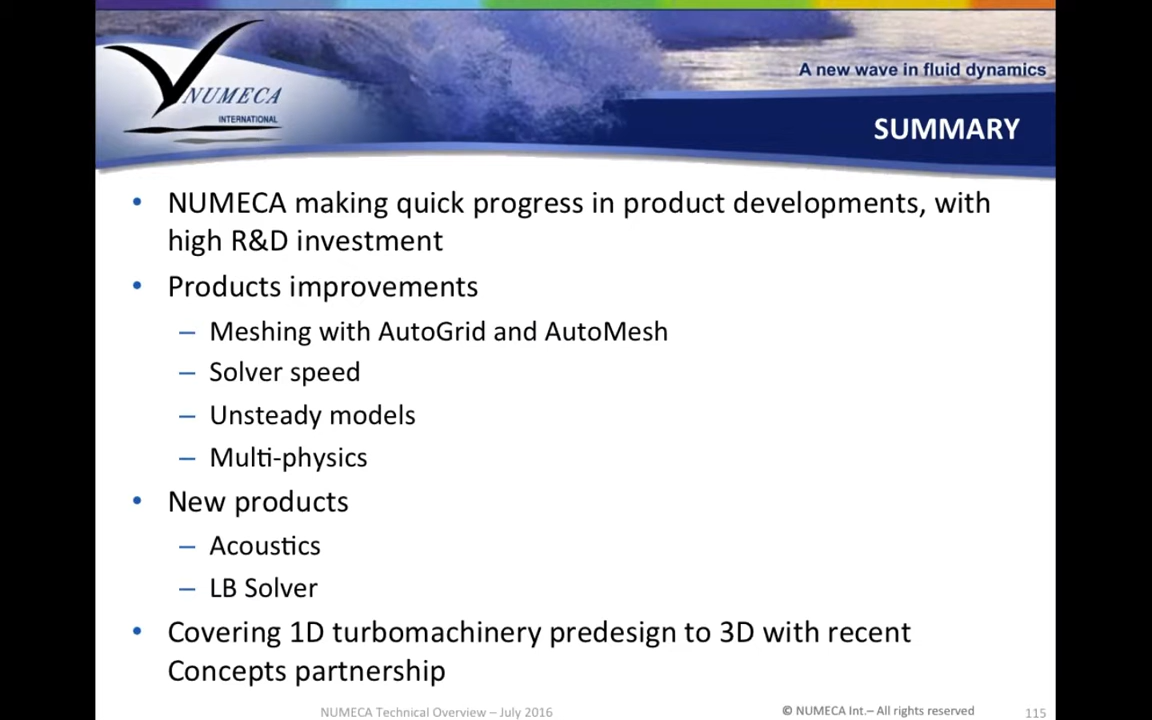 NUMECA
INTERNATIONAL
A new wave in fluid dynamics
SUMMARY
• NUMECA making quick progress in product developments, with
high R&D investment
• Products improvements
– Meshing with AutoGrid and AutoMesh
– Solver speed
– Unsteady models
– Multi-physics
• New products
– Acoustics
– LB Solver
• Covering 1D turbomachinery predesign to 3D with recent
Concepts partnership
NUMECA Technical Overview – July 2016
© NUMECA Int.– All rights reserved
115